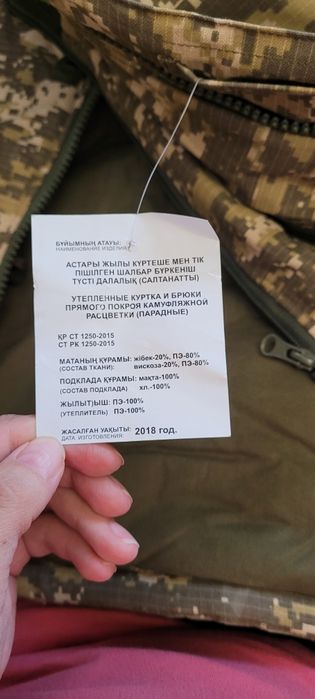 БҰЙЫМНЫҢ АТАУЫ:
НАИМЕНОВАНИЕ ИЗДЕЛИЯ:
АСТАРЫ ЖЫЛЫ КҮРТЕШЕ МЕН ТІК
ПІШІЛГЕН ШАЛБАР БҮРКЕНІШ
ТҮСТІ ДАЛАЛЫҚ (САЛТАНАТТЫ)
УТЕПЛЕННЫЕ КУРТКА И БРЮКИ
ПРЯМОГО ПОКРОЯ КАМУФЛЯЖНОЙ
РАСЦВЕТКИ (ПАРАДНЫЕ)
ҚР СТ 1250-2015
СТ РК 1250-2015
МАТАНЫҢ ҚҰРАМЫ: жібек-20%, ПЭ-80%
(СОСТАВ ТКАНИ): вискоза-20%, ПЭ-80%
ПОДКЛАДА ҚҰРАМЫ: мақта-100%
(СОСТАВ ПОДКЛАДА) хл.-100%
ЖЫЛЫТҚЫШ: ПЭ-100%
(УТЕПЛИТЕЛЬ) ПЭ-100%
ЖАСАЛҒАН УАҚЫТЫ: 2018 год.
ДАТА ИЗГОТОВЛЕНИЯ: